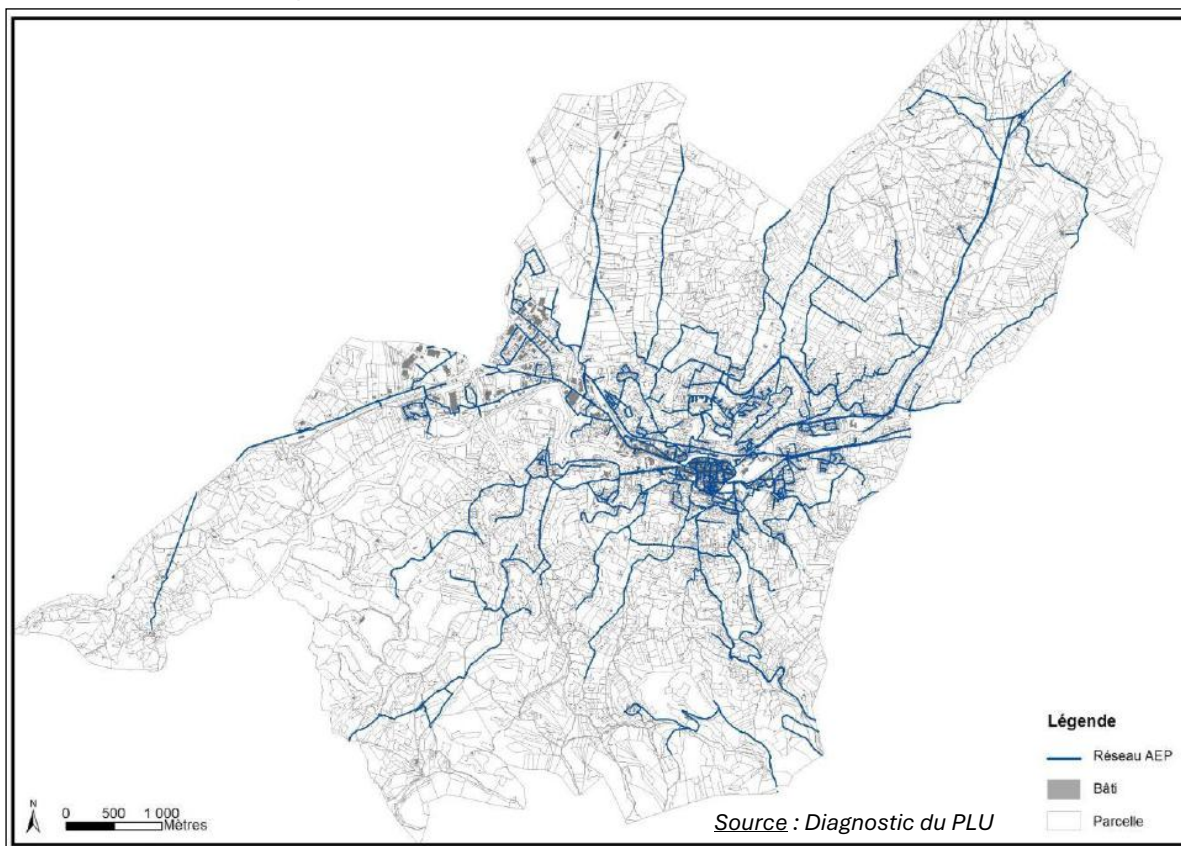 Légende
Réseau AEP
Bâti
Parcelle
N
0 500 1 000
Mètres
Source : Diagnostic du PLU